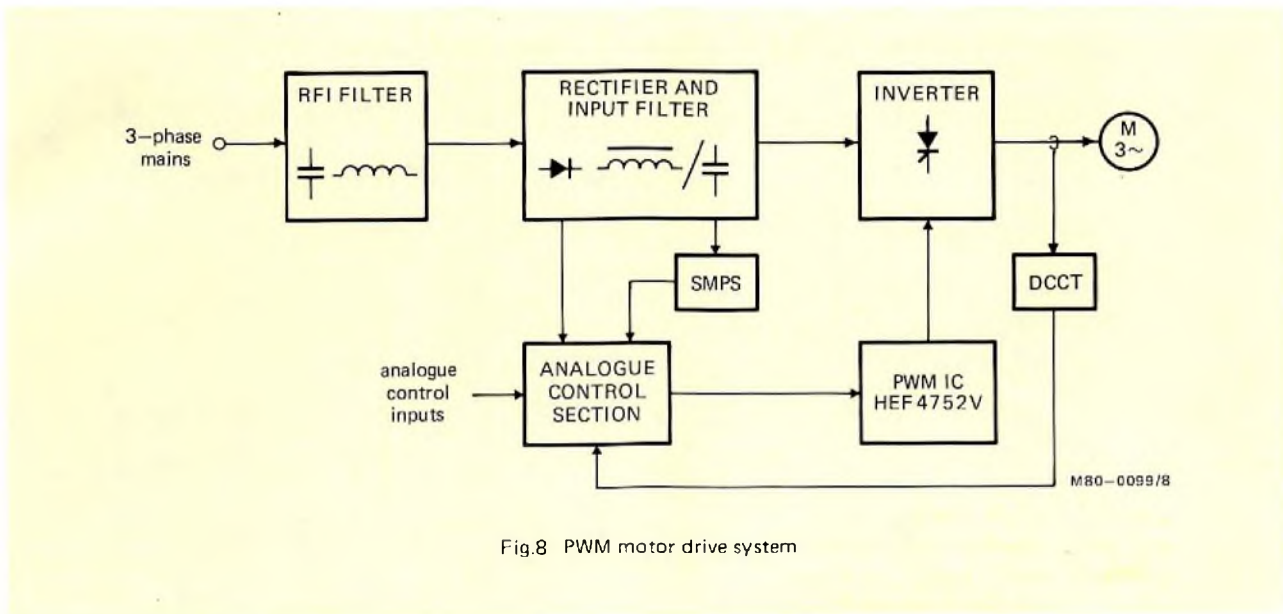 RFI FILTER
RECTIFIER AND
INPUT FILTER
INVERTER
3–phase
mains
3
M
3~
SMPS
DCCT
analogue
control
inputs
ANALOGUE
CONTROL
SECTION
PWM IC
HEF4752V
M80–0099/8
Fig.8 PWM motor drive system